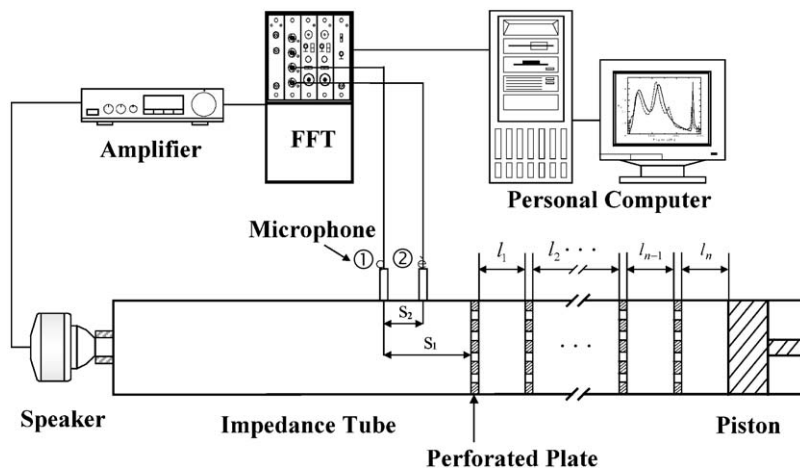 Amplifier
FFT
Personal Computer
Microphone
① ②
l₁ l₂ · · · lₙ₋₁ lₙ
S₂
S₁
· · ·
Speaker
Impedance Tube
Perforated Plate
Piston